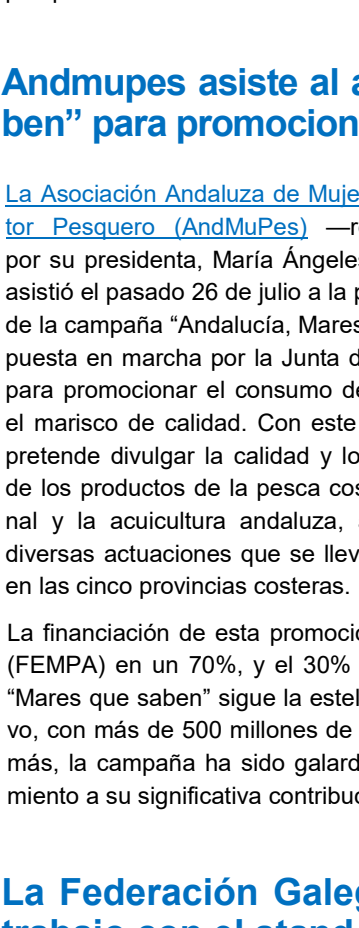 Andmupes asiste al
ben” para promocion
La Asociación Andaluza de Muje
tor Pesquero (AndMuPes) —r
por su presidenta, María Ángeles
asistió el pasado 26 de julio a la p
de la campaña “Andalucía, Mares
puesta en marcha por la Junta d
para promocionar el consumo de
el marisco de calidad. Con este
pretende divulgar la calidad y lo
de los productos de la pesca cos
nal y la acuicultura andaluza,
diversas actuaciones que se llev
en las cinco provincias costeras.
La financiación de esta promoció
(FEMPA) en un 70%, y el 30%
“Mares que saben” sigue la estel
vo, con más de 500 millones de
más, la campaña ha sido galard
miento a su significativa contribu
La Federación Galeg
trabajo con el stand